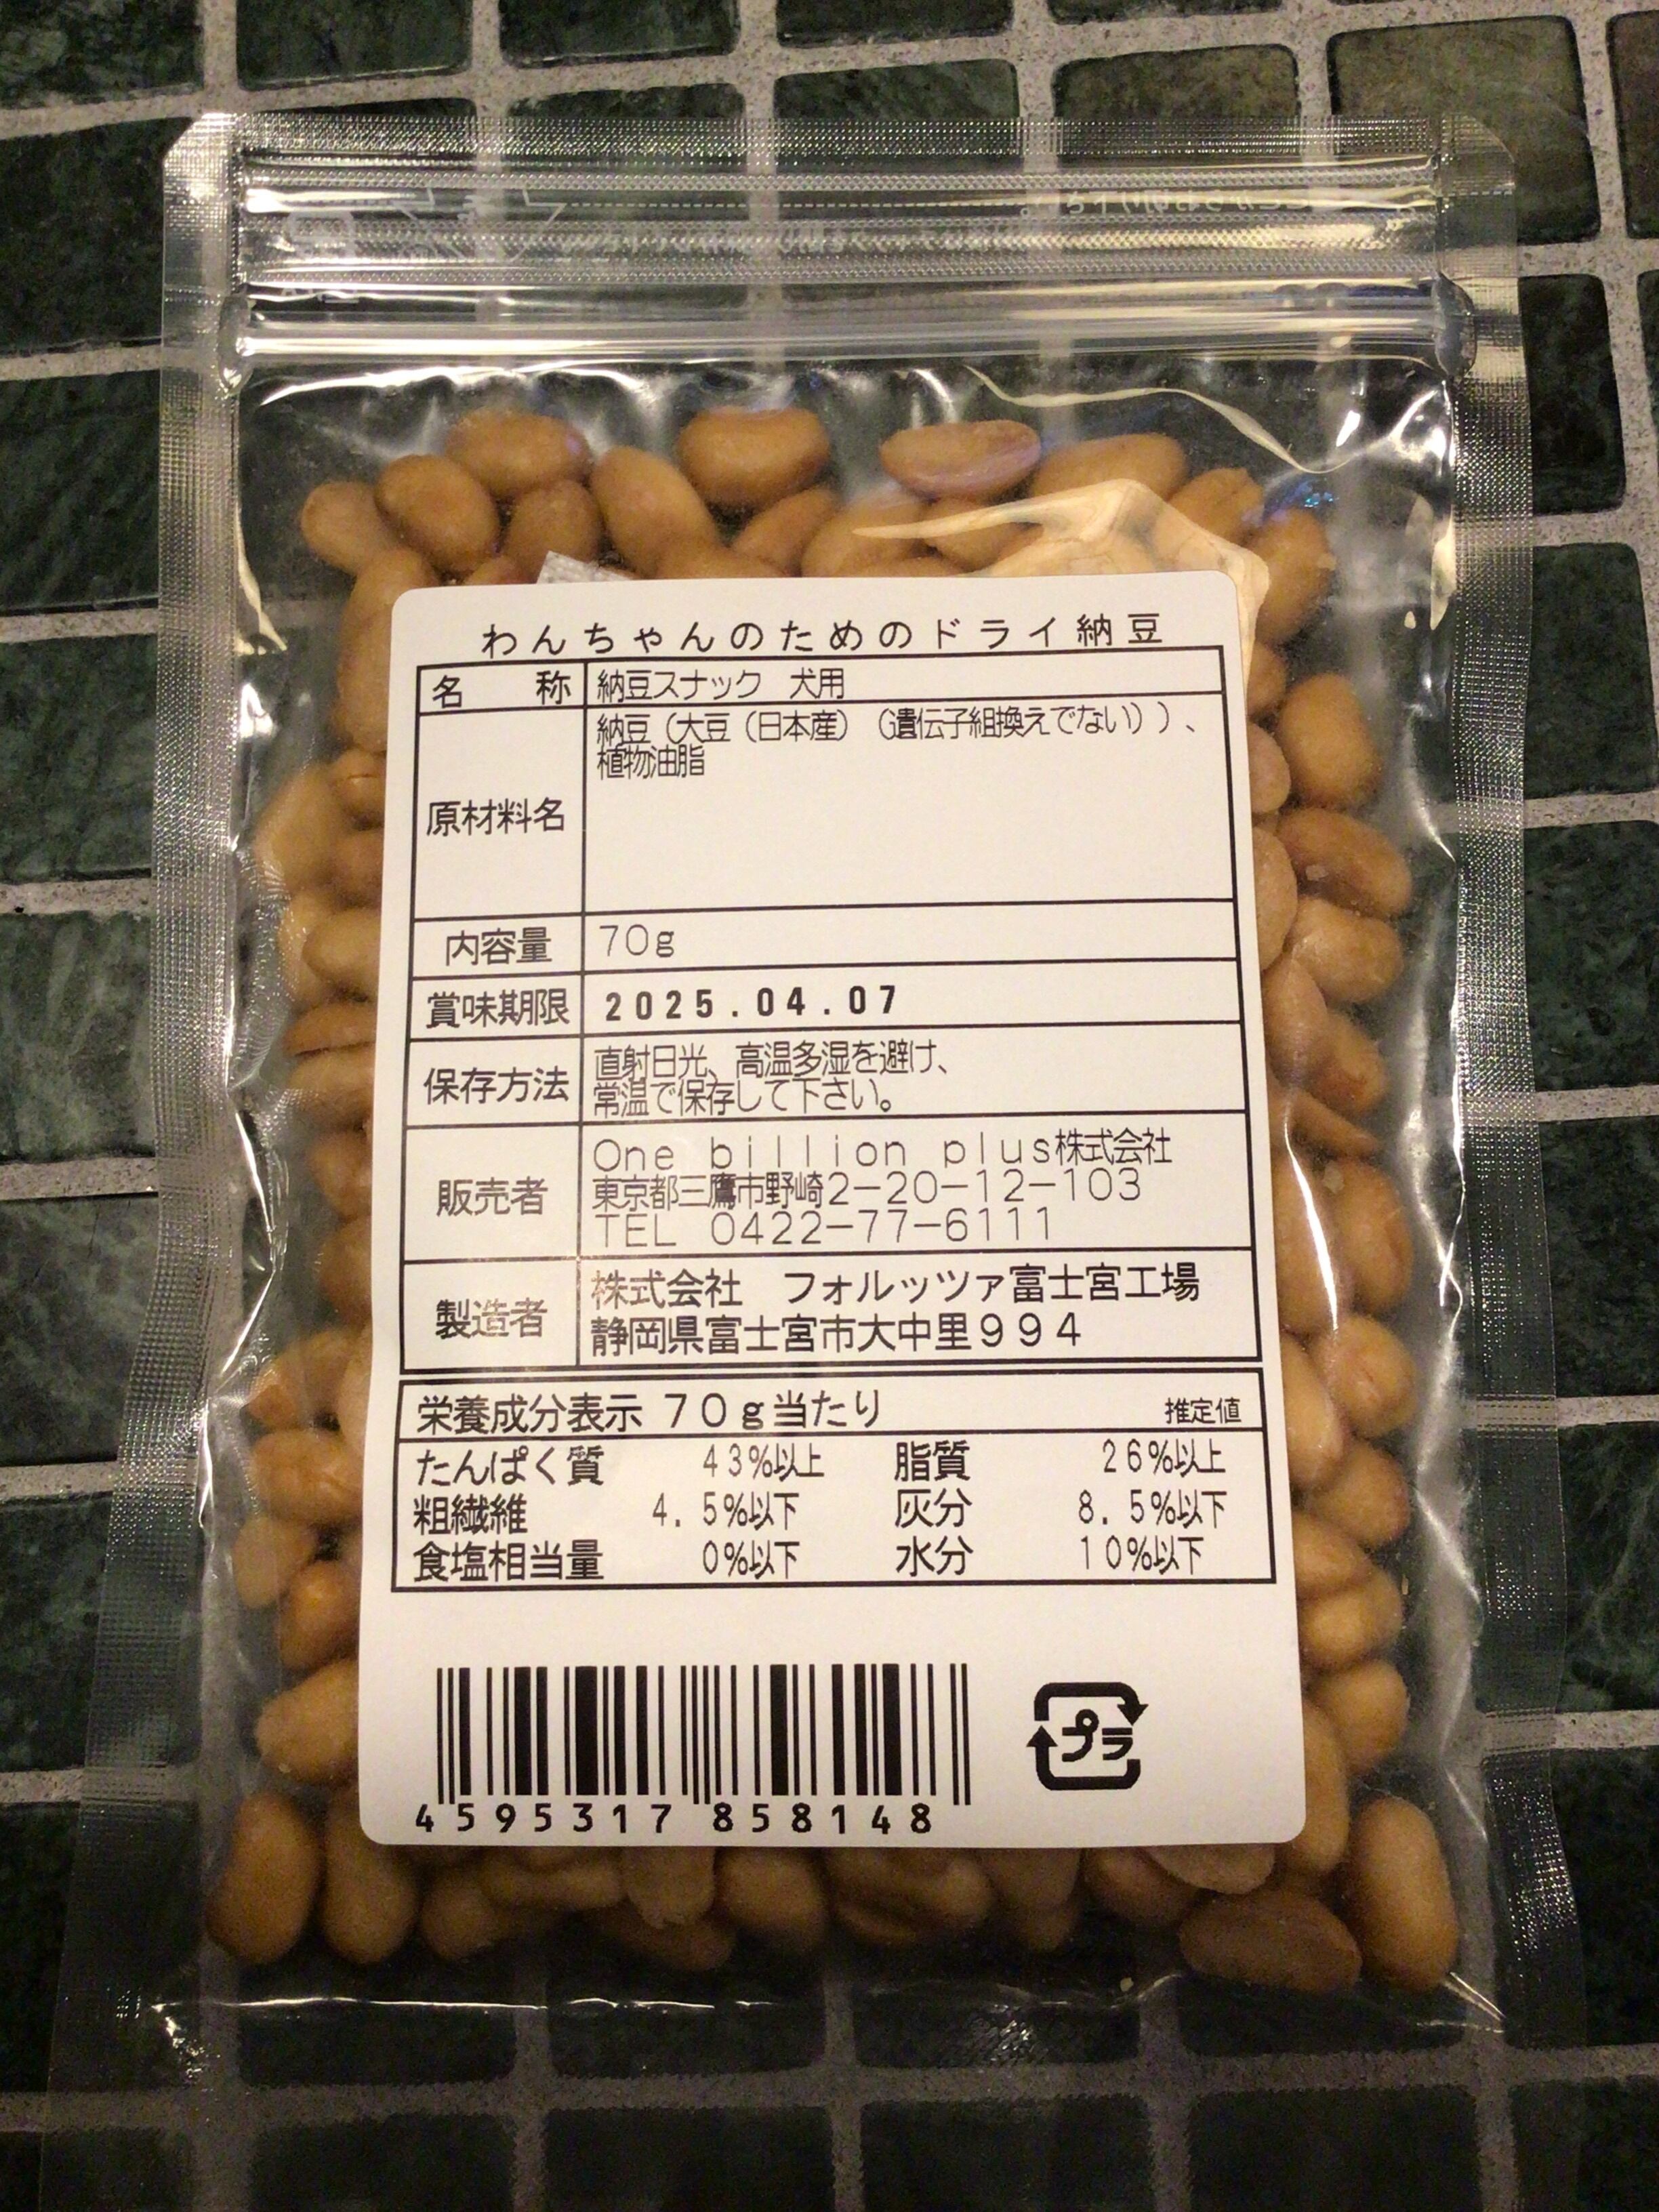 わんちゃんのためのドライ納豆
名 称 納豆スナック 犬用
原材料名 納豆(大豆(日本産)(遺伝子組換えでない))、
植物油脂
内容量 70g
賞味期限 2025.04.07
保存方法 直射日光、高温多湿を避け、
常温で保存して下さい。
販売者 One billion plus株式会社
東京都三鷹市野崎2-20-12-103
TEL 0422-77-6111
製造者 株式会社 フォルッツァ富士宮工場
静岡県富士宮市大中里994
栄養成分表示 70g当たり 推定値
たんぱく質 43%以上 脂質 26%以上
粗繊維 4.5%以下 灰分 8.5%以下
食塩相当量 0%以下 水分 10%以下
4595317858148
プラ